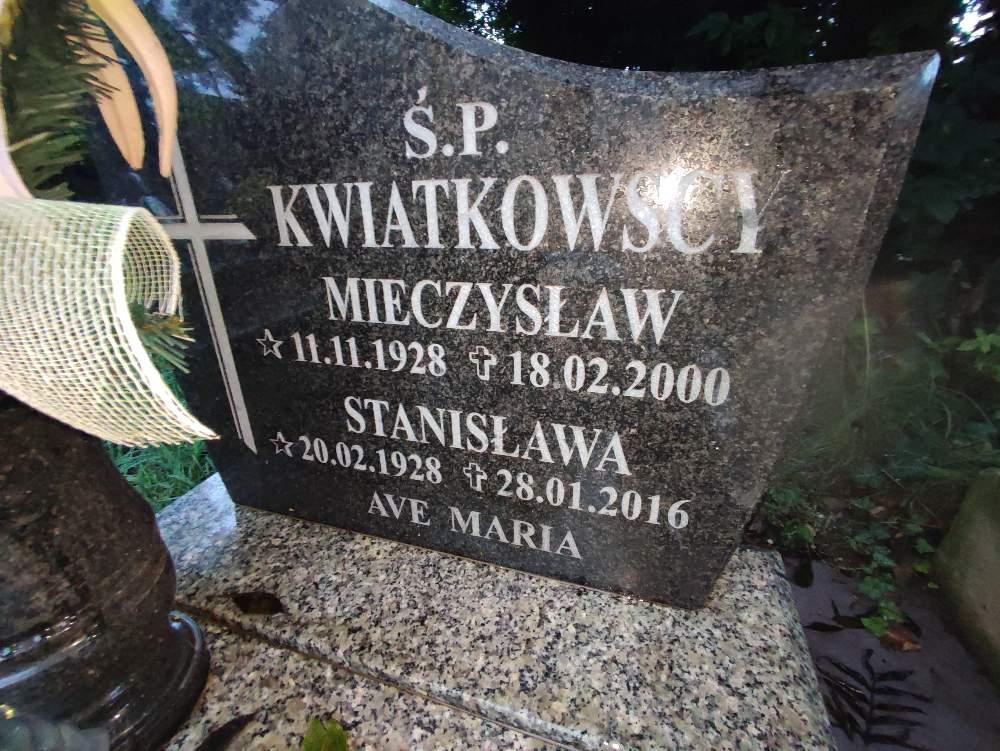 Ś.P.
KWIATKOWSCY
MIECZYSŁAW
☆ 11.11.1928 ✝ 18.02.2000
STANISŁAWA
☆ 20.02.1928 ✝ 28.01.2016
AVE MARIA